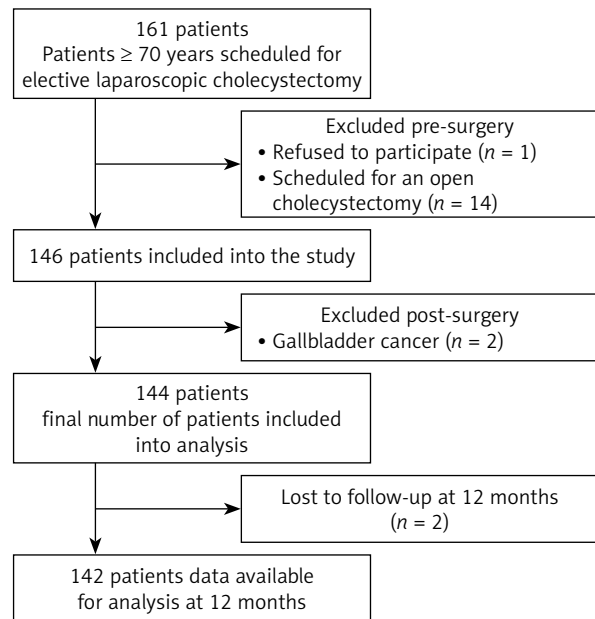 161 patients
Patients ≥ 70 years scheduled for
elective laparoscopic cholecystectomy
Excluded pre-surgery
• Refused to participate (n = 1)
• Scheduled for an open
cholecystectomy (n = 14)
146 patients included into the study
Excluded post-surgery
• Gallbladder cancer (n = 2)
144 patients
final number of patients included
into analysis
Lost to follow-up at 12 months
(n = 2)
142 patients data available
for analysis at 12 months